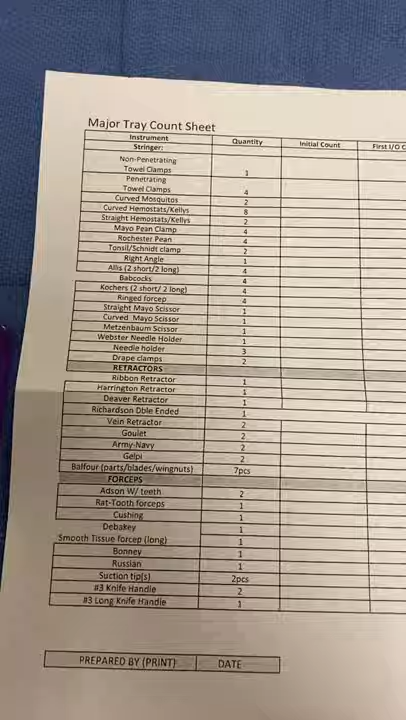 Major Tray Count Sheet
Instrument Quantity Initial Count First I/O C
Stringer:
Non-Penetrating
Towel Clamps 1
Penetrating
Towel Clamps 4
Curved Mosquitos 2
Curved Hemostats/Kellys 8
Straight Hemostats/Kellys 2
Mayo Pean Clamp 4
Rochester Pean 4
Tonsil/Schnidt clamp 2
Right Angle 1
Allis (2 short/2 long) 4
Babcocks 4
Kochers (2 short/ 2 long) 4
Ringed forcep 4
Straight Mayo Scissor 1
Curved Mayo Scissor 1
Metzenbaum Scissor 1
Webster Needle Holder 1
Needle holder 3
Drape clamps 2
RETRACTORS
Ribbon Retractor 1
Harrington Retractor 1
Deaver Retractor 1
Richardson Dble Ended 1
Vein Retractor 2
Goulet 2
Army-Navy 2
Gelpi 2
Balfour (parts/blades/wingnuts) 7pcs
FORCEPS
Adson W/ teeth 2
Rat-Tooth forceps 1
Cushing 1
Debakey 1
Smooth Tissue forcep (long) 1
Bonney 1
Russian 1
Suction tip(s) 2pcs
#3 Knife Handle 2
#3 Long Knife Handle 1
PREPARED BY (PRINT) DATE